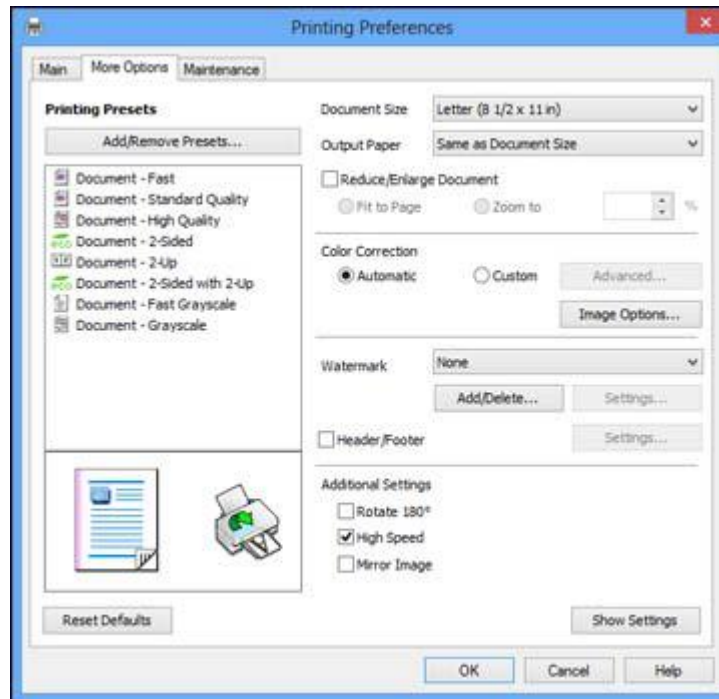 Printing Preferences
Main More Options Maintenance
Printing Presets
Add/Remove Presets...
Document - Fast
Document - Standard Quality
Document - High Quality
Document - 2-Sided
Document - 2-Up
Document - 2-Sided with 2-Up
Document - Fast Grayscale
Document - Grayscale
Reset Defaults
Document Size Letter (8 1/2 x 11 in)
Output Paper Same as Document Size
Reduce/Enlarge Document
Fit to Page Zoom to %
Color Correction
Automatic Custom Advanced...
Image Options...
Watermark None
Add/Delete... Settings...
Header/Footer Settings...
Additional Settings
Rotate 180°
High Speed
Mirror Image
Show Settings
OK Cancel Help